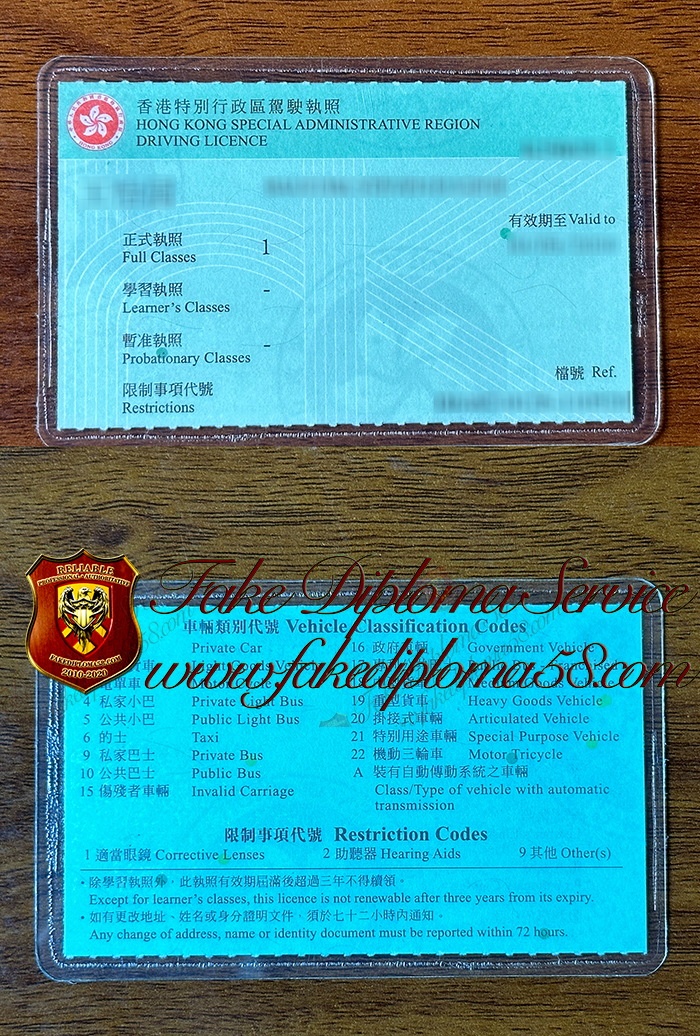 香港特別行政區駕駛執照
HONG KONG SPECIAL ADMINISTRATIVE REGION
DRIVING LICENCE
HONG KONG
有效期至 Valid to
正式執照 1
Full Classes
學習執照 -
Learner's Classes
暫准執照 -
Probationary Classes
檔號 Ref.
限制事項代號
Restrictions
RELIABLE
PROFESSIONAL+AUTHORITATIVE
FAKEDIPLOMA58.COM
2010-2020
Fake Diploma Service
www.fakediploma58.com
車輛類別代號 Vehicle Classification Codes
Private Car 16 政府車輛 Government Vehicle
4 私家小巴 Private Light Bus 19 重型貨車 Heavy Goods Vehicle
5 公共小巴 Public Light Bus 20 掛接式車輛 Articulated Vehicle
6 的士 Taxi 21 特別用途車輛 Special Purpose Vehicle
9 私家巴士 Private Bus 22 機動三輪車 Motor Tricycle
10 公共巴士 Public Bus A 裝有自動傳動系統之車輛
15 傷殘者車輛 Invalid Carriage Class/Type of vehicle with automatic
transmission
限制事項代號 Restriction Codes
1 適當眼鏡 Corrective Lenses 2 助聽器 Hearing Aids 9 其他 Other(s)
• 除學習執照外，此執照有效期屆滿後超過三年不得續領。
Except for learner's classes, this licence is not renewable after three years from its expiry.
• 如有更改地址、姓名或身分證明文件，須於七十二小時內通知。
Any change of address, name or identity document must be reported within 72 hours.